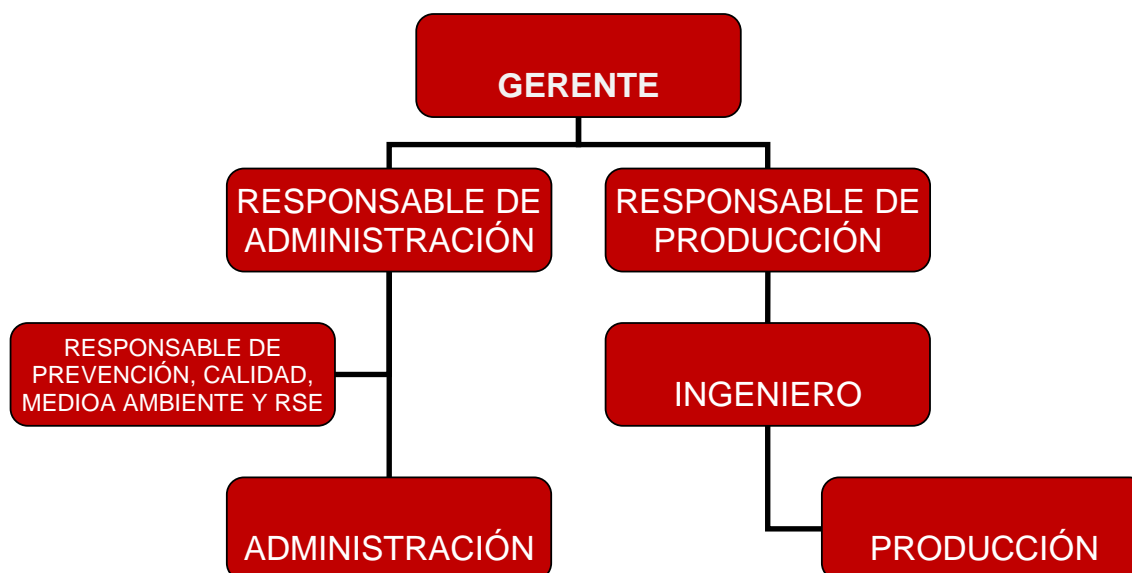 GERENTE
RESPONSABLE DE
ADMINISTRACIÓN
RESPONSABLE DE
PRODUCCIÓN
RESPONSABLE DE
PREVENCIÓN, CALIDAD,
MEDIOA AMBIENTE Y RSE
INGENIERO
ADMINISTRACIÓN
PRODUCCIÓN